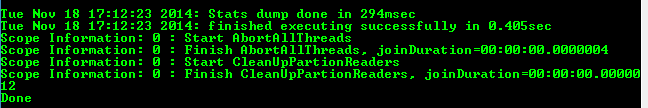 Tue Nov 18 17:12:23 2014: Stats dump done in 294msec
Tue Nov 18 17:12:23 2014: finished executing successfully in 0.405sec
Scope Information: 0 : Start AbortAllThreads
Scope Information: 0 : Finish AbortAllThreads, joinDuration=00:00:00.0000004
Scope Information: 0 : Start CleanUpPartionReaders
Scope Information: 0 : Finish CleanUpPartionReaders, joinDuration=00:00:00.00000
12
Done